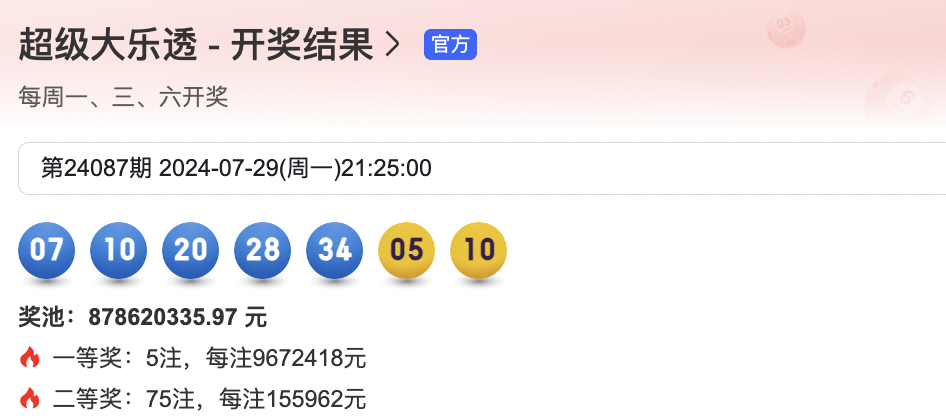 超级大乐透 - 开奖结果 > 官方
每周一、三、六开奖
第24087期 2024-07-29(周一)21:25:00
07 10 20 28 34 05 10
奖池：878620335.97 元
一等奖：5注，每注9672418元
二等奖：75注，每注155962元